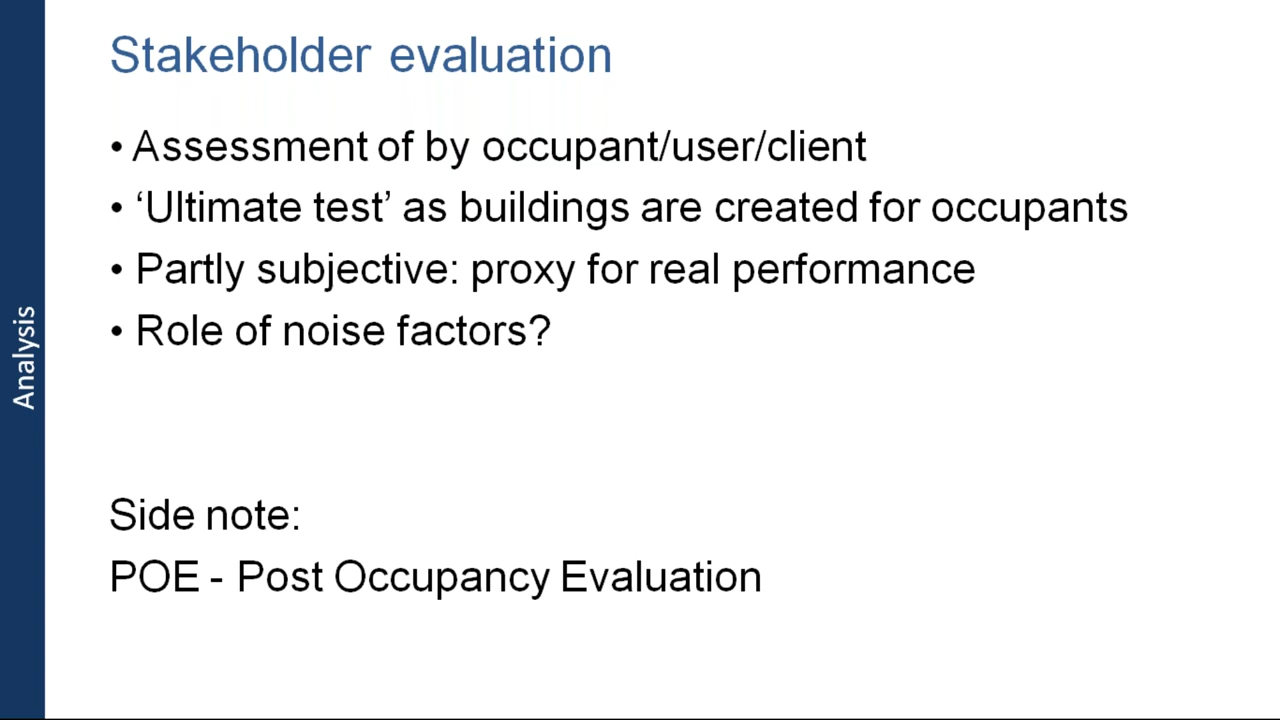 Stakeholder evaluation
• Assessment of by occupant/user/client
• ‘Ultimate test’ as buildings are created for occupants
• Partly subjective: proxy for real performance
• Role of noise factors?
Analysis
Side note:
POE - Post Occupancy Evaluation